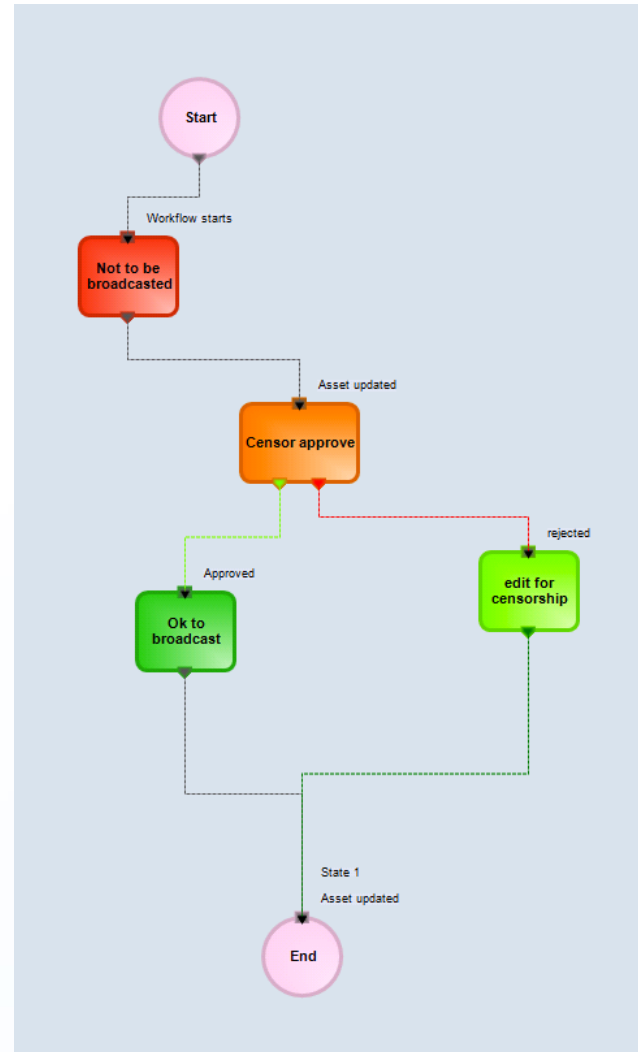 Start
Workflow starts
Not to be
broadcasted
Asset updated
Censor approve
rejected
Approved
edit for
censorship
Ok to
broadcast
State 1
Asset updated
End